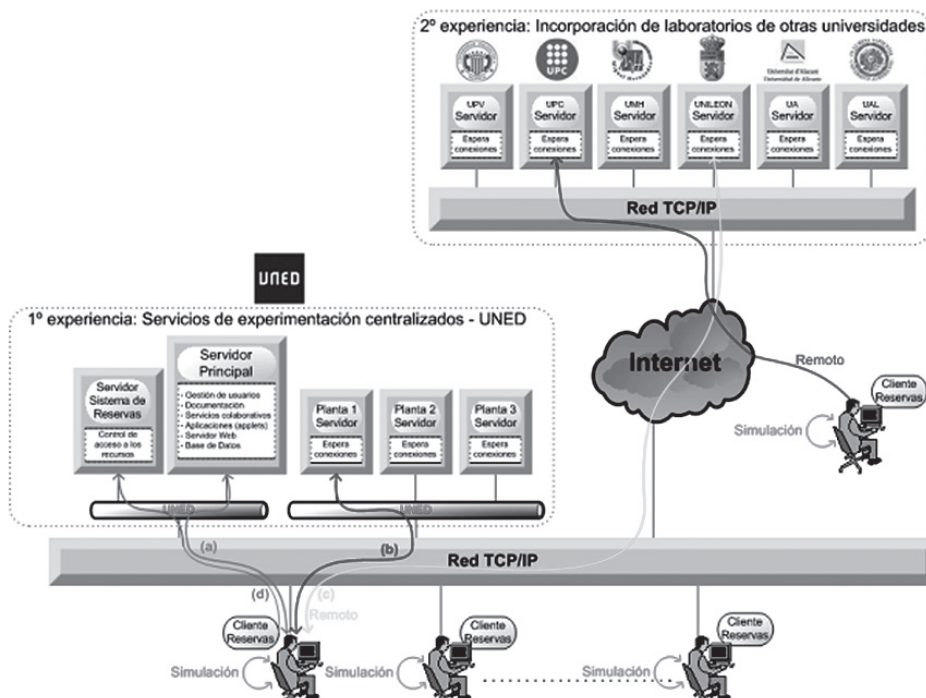 2º experiencia: Incorporación de laboratorios de otras universidades
UPC
Universitat d'Alacant
Universidad de Alicante
UPV
Servidor
Espera
conexiones
UPC
Servidor
Espera
conexiones
UMH
Servidor
Espera
conexiones
UNILEON
Servidor
Espera
conexiones
UA
Servidor
Espera
conexiones
UAL
Servidor
Espera
conexiones
Red TCP/IP
UNED
1º experiencia: Servicios de experimentación centralizados - UNED
Servidor
Sistema de
Reservas
Control de
acceso a los
recursos
Servidor
Principal
- Gestión de usuarios
- Documentación
- Servicios colaborativos
- Aplicaciones (applets)
- Servidor Web
- Base de Datos
Planta 1
Servidor
Espera
conexiones
Planta 2
Servidor
Espera
conexiones
Planta 3
Servidor
Espera
conexiones
UNED
UNED
Internet
Remoto
Cliente
Reservas
Simulación
(a)
(b)
Red TCP/IP
(d)
(c)
Remoto
Cliente
Reservas
Simulación
Cliente
Reservas
Simulación
Cliente
Reservas
Simulación